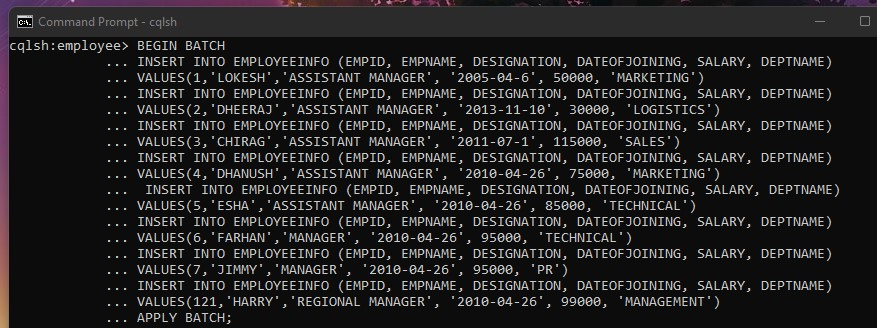 Command Prompt - cqlsh
cqlsh:employee> BEGIN BATCH
... INSERT INTO EMPLOYEEINFO (EMPID, EMPNAME, DESIGNATION, DATEOFJOINING, SALARY, DEPTNAME)
... VALUES(1,'LOKESH','ASSISTANT MANAGER', '2005-04-6', 50000, 'MARKETING')
... INSERT INTO EMPLOYEEINFO (EMPID, EMPNAME, DESIGNATION, DATEOFJOINING, SALARY, DEPTNAME)
... VALUES(2,'DHEERAJ','ASSISTANT MANAGER', '2013-11-10', 30000, 'LOGISTICS')
... INSERT INTO EMPLOYEEINFO (EMPID, EMPNAME, DESIGNATION, DATEOFJOINING, SALARY, DEPTNAME)
... VALUES(3,'CHIRAG','ASSISTANT MANAGER', '2011-07-1', 115000, 'SALES')
... INSERT INTO EMPLOYEEINFO (EMPID, EMPNAME, DESIGNATION, DATEOFJOINING, SALARY, DEPTNAME)
... VALUES(4,'DHANUSH','ASSISTANT MANAGER', '2010-04-26', 75000, 'MARKETING')
...  INSERT INTO EMPLOYEEINFO (EMPID, EMPNAME, DESIGNATION, DATEOFJOINING, SALARY, DEPTNAME)
... VALUES(5,'ESHA','ASSISTANT MANAGER', '2010-04-26', 85000, 'TECHNICAL')
... INSERT INTO EMPLOYEEINFO (EMPID, EMPNAME, DESIGNATION, DATEOFJOINING, SALARY, DEPTNAME)
... VALUES(6,'FARHAN','MANAGER', '2010-04-26', 95000, 'TECHNICAL')
... INSERT INTO EMPLOYEEINFO (EMPID, EMPNAME, DESIGNATION, DATEOFJOINING, SALARY, DEPTNAME)
... VALUES(7,'JIMMY','MANAGER', '2010-04-26', 95000, 'PR')
... INSERT INTO EMPLOYEEINFO (EMPID, EMPNAME, DESIGNATION, DATEOFJOINING, SALARY, DEPTNAME)
... VALUES(121,'HARRY','REGIONAL MANAGER', '2010-04-26', 99000, 'MANAGEMENT')
... APPLY BATCH;